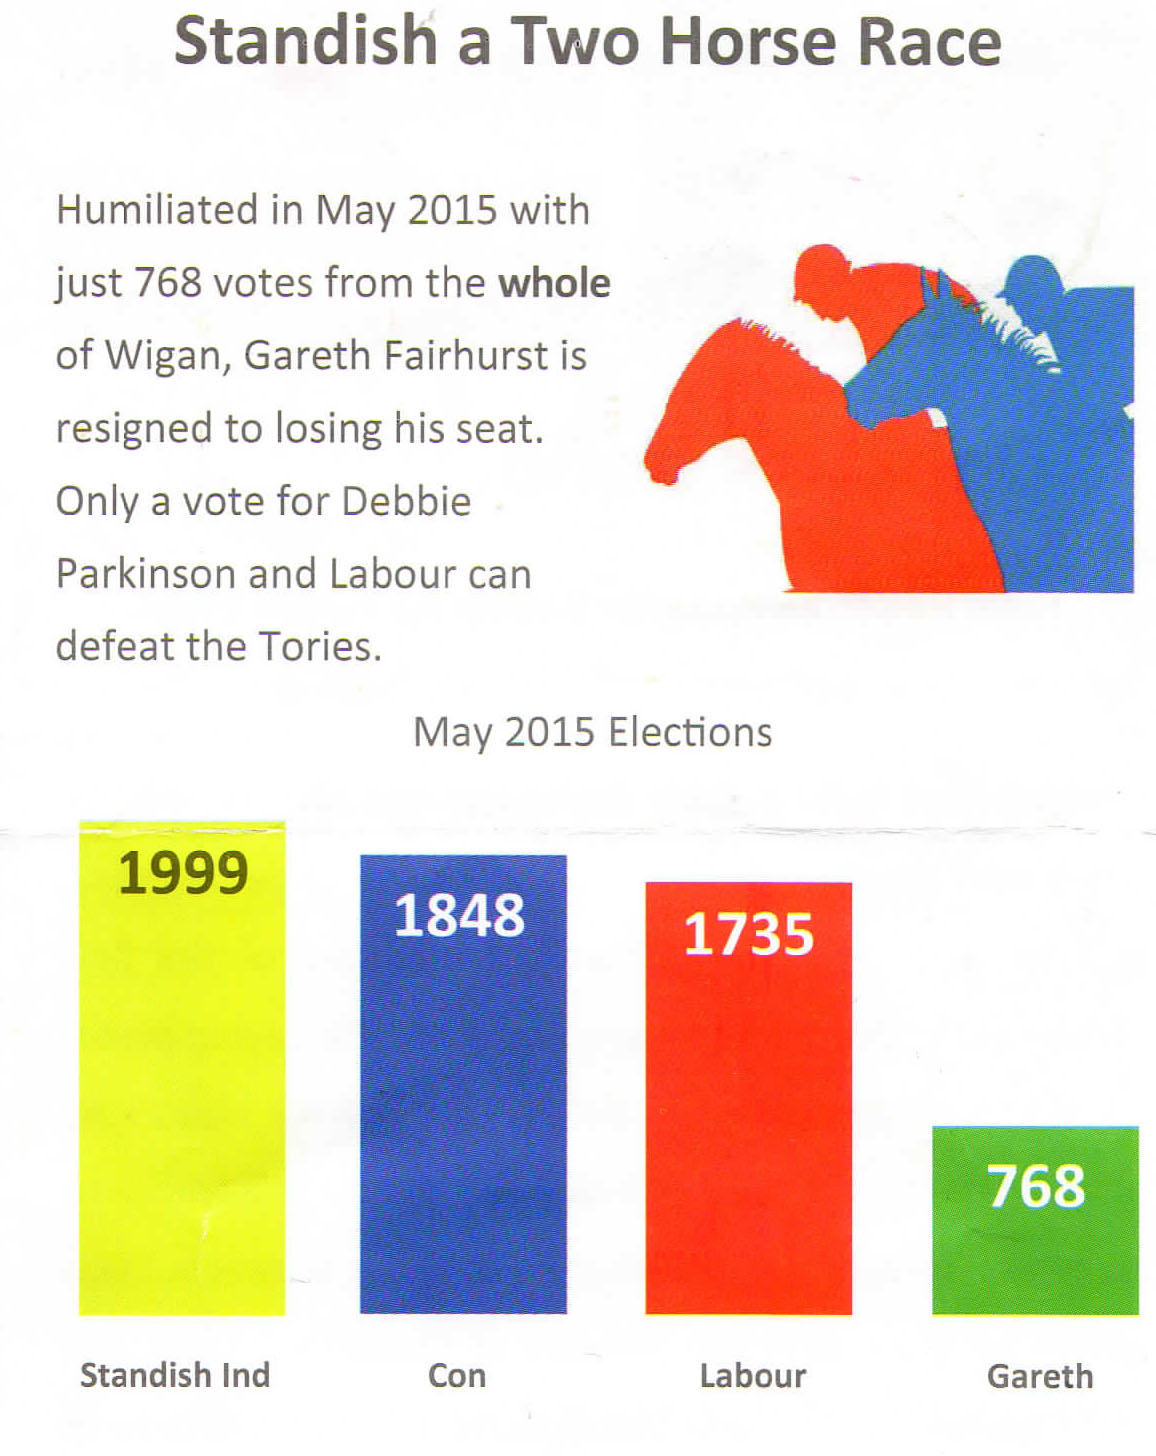 Standish a Two Horse Race
Humiliated in May 2015 with
just 768 votes from the whole
of Wigan, Gareth Fairhurst is
resigned to losing his seat.
Only a vote for Debbie
Parkinson and Labour can
defeat the Tories.
May 2015 Elections
1999
1848
1735
768
Standish Ind
Con
Labour
Gareth